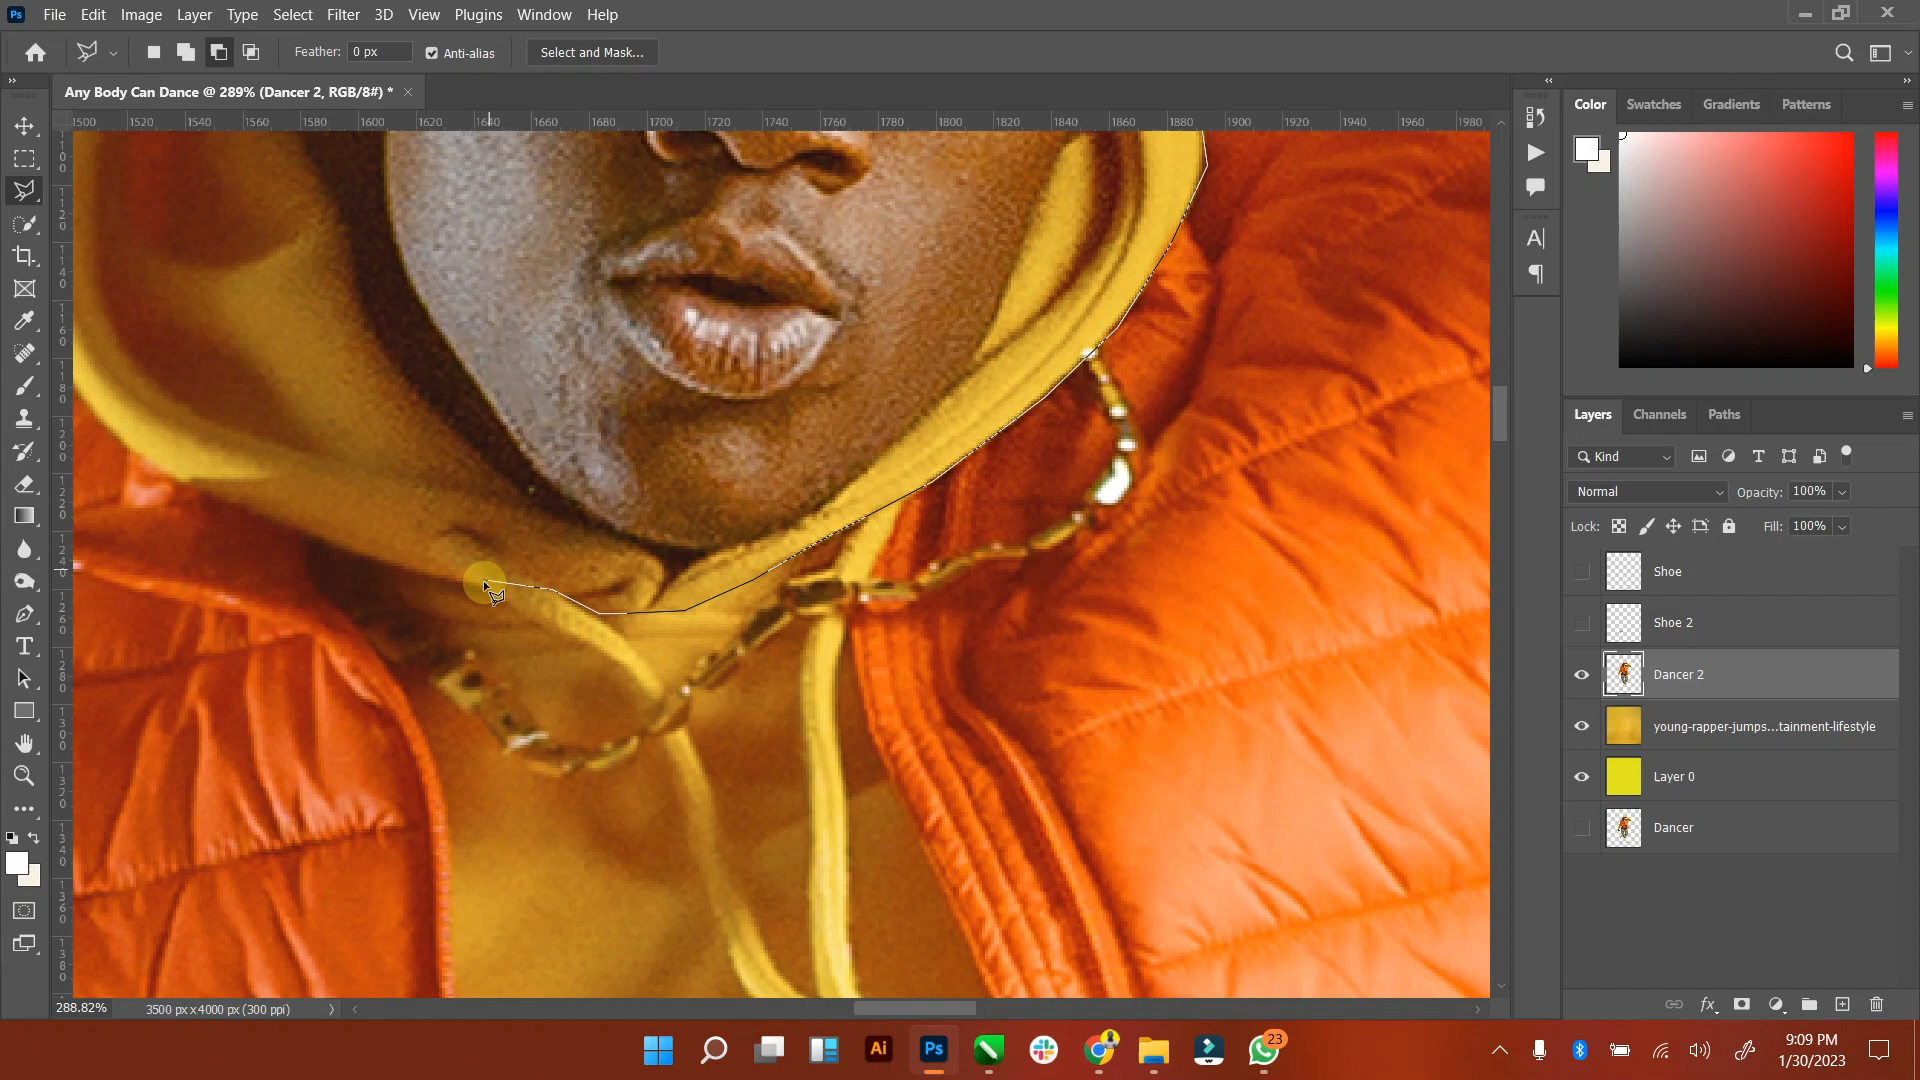 Ps File Edit Image Layer Type Select Filter 3D View Plugins Window Help
Feather: 0 px Anti-alias Select and Mask...
Any Body Can Dance @ 289% (Dancer 2, RGB/8#) *
1500 1520 1540 1560 1580 1600 1620 1640 1660 1680 1700 1720 1740 1760 1780 1800 1820 1840 1860 1880 1900 1920 1940 1960 1980
Color Swatches Gradients Patterns
Layers Channels Paths
Kind
Normal Opacity: 100%
Lock: Fill: 100%
Shoe
Shoe 2
Dancer 2
young-rapper-jumps...tainment-lifestyle
Layer 0
Dancer
288.82% 3500 px x 4000 px (300 ppi)
Ai Ps 23
9:09 PM
1/30/2023